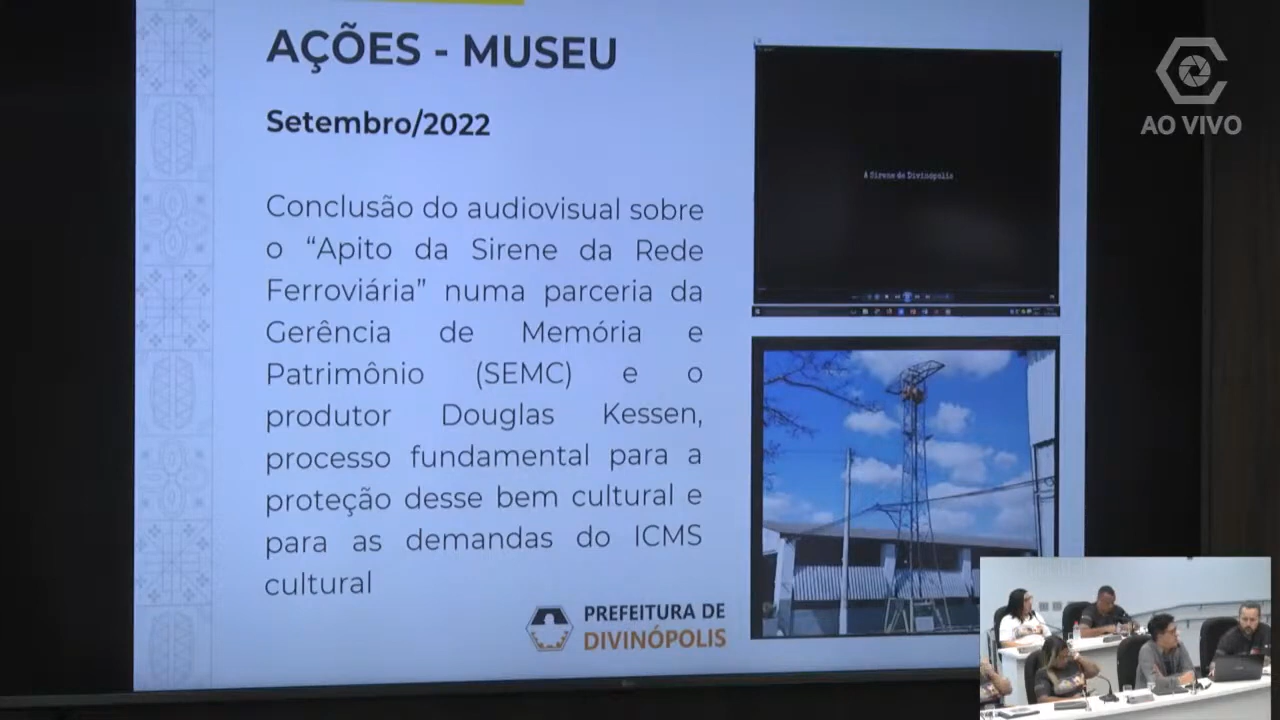 AÇÕES - MUSEU
Setembro/2022
Conclusão do audiovisual sobre
o “Apito da Sirene da Rede
Ferroviária” numa parceria da
Gerência de Memória e
Patrimônio (SEMC) e o
produtor Douglas Kessen,
processo fundamental para a
proteção desse bem cultural e
para as demandas do ICMS
cultural
PREFEITURA DE
DIVINÓPOLIS
A Sirene de Divinópolis
AO VIVO